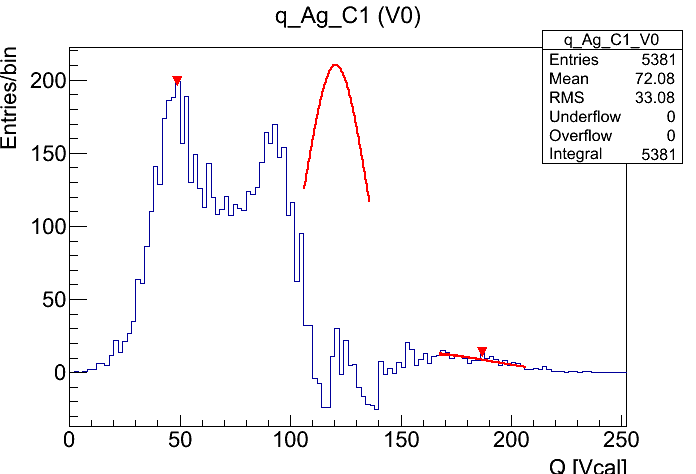 q_Ag_C1 (V0)
q_Ag_C1_V0
Entries 5381
Mean 72.08
RMS 33.08
Underflow 0
Overflow 0
Integral 5381
Entries/bin
200
150
100
50
0
0 50 100 150 200 250
Q [Vcal]